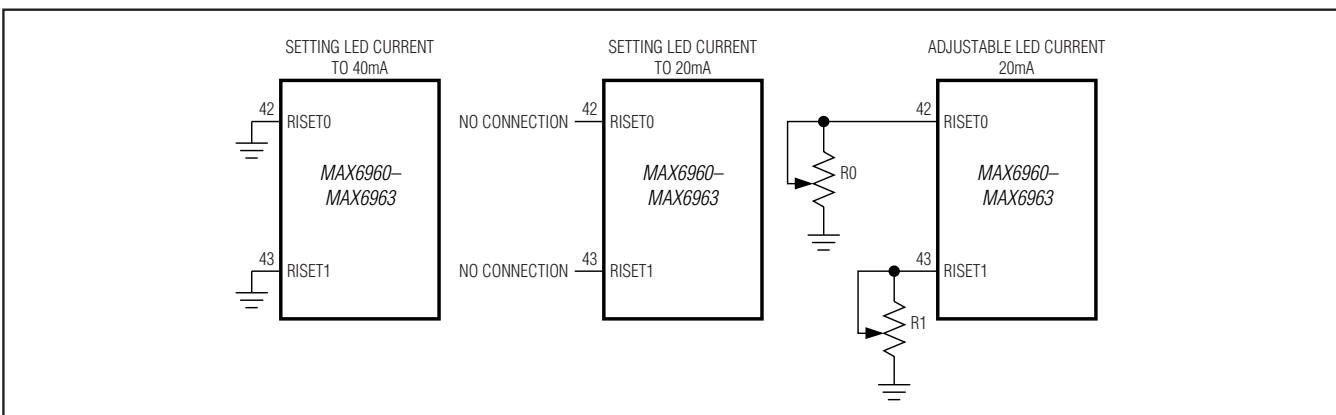 SETTING LED CURRENT
TO 40mA
42
RISET0
MAX6960–
MAX6963
43
RISET1
SETTING LED CURRENT
TO 20mA
NO CONNECTION
42
RISET0
MAX6960–
MAX6963
NO CONNECTION
43
RISET1
ADJUSTABLE LED CURRENT
20mA
42
RISET0
R0
MAX6960–
MAX6963
43
RISET1
R1